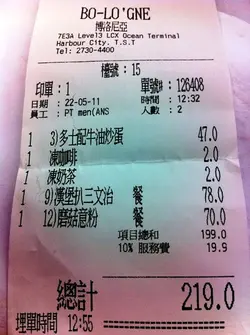 BO-LO'GNE
博洛尼亞
7E3A Level3 LCX Ocean Terminal
Harbour City. T.S.T
Tel: 2730-4400
檯號: 15
印單: 1 單號#: 126408
日期: 22-05-11 時間: 12:32
人員: PT men(ANS 人數: 2
1 3)多士配牛油炒蛋 47.0
1 凍咖啡 2.0
1 凍奶茶 2.0
1 9)漢堡扒三文治 餐 78.0
1 12)蘑菇意粉 餐 70.0
項目總和 199.0
10% 服務費 19.9
總計 219.0
埋單時間 12:55